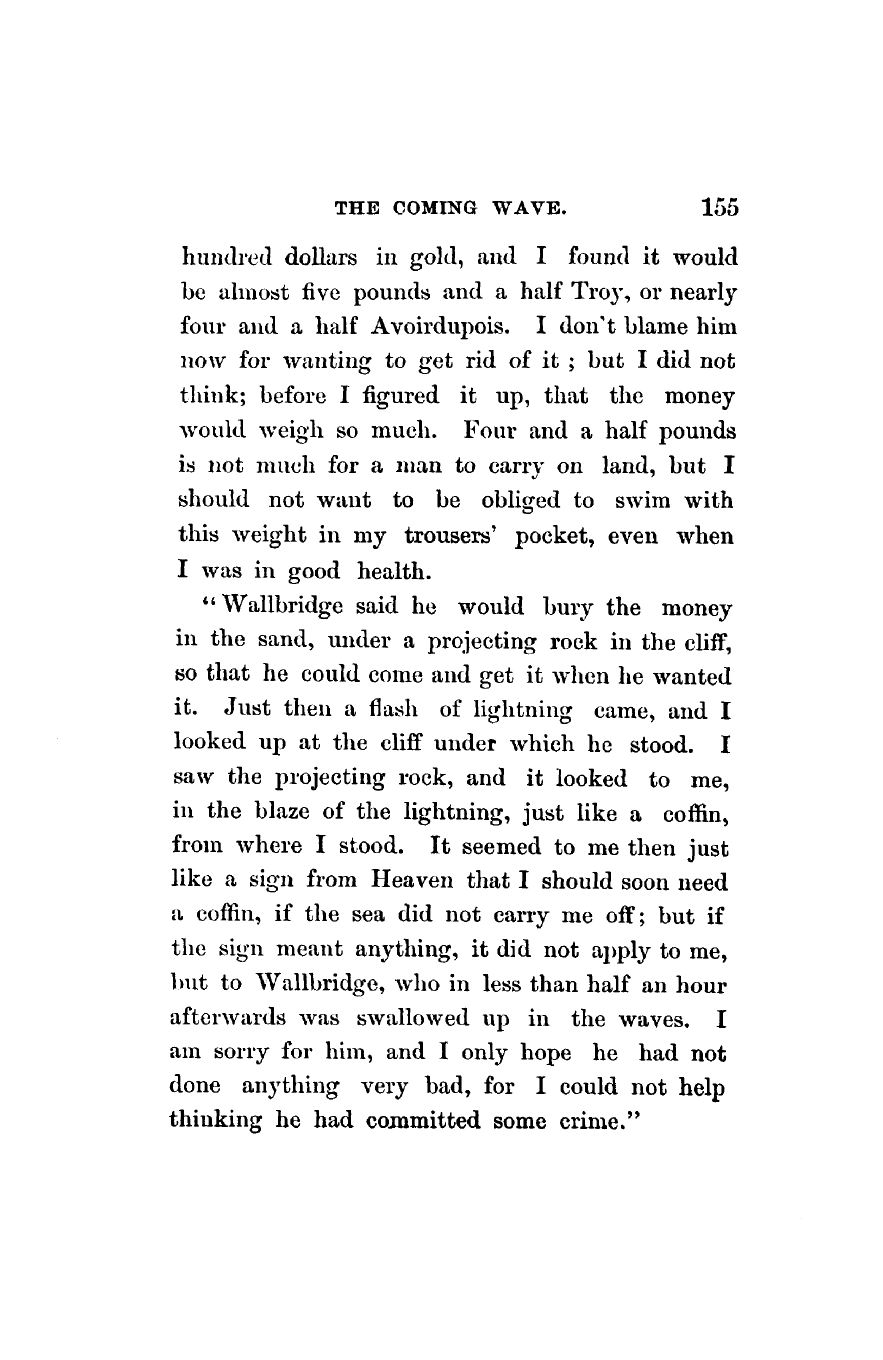 THE COMING WAVE. 155
hundred dollars in gold, and I found it would
be almost five pounds and a half Troy, or nearly
four and a half Avoirdupois. I don't blame him
now for wanting to get rid of it ; but I did not
think; before I figured it up, that the money
would weigh so much. Four and a half pounds
is not much for a man to carry on land, but I
should not want to be obliged to swim with
this weight in my trousers' pocket, even when
I was in good health.
"Wallbridge said he would bury the money
in the sand, under a projecting rock in the cliff,
so that he could come and get it when he wanted
it. Just then a flash of lightning came, and I
looked up at the cliff under which he stood. I
saw the projecting rock, and it looked to me,
in the blaze of the lightning, just like a coffin,
from where I stood. It seemed to me then just
like a sign from Heaven that I should soon need
a coffin, if the sea did not carry me off; but if
the sign meant anything, it did not apply to me,
but to Wallbridge, who in less than half an hour
afterwards was swallowed up in the waves. I
am sorry for him, and I only hope he had not
done anything very bad, for I could not help
thinking he had committed some crime."